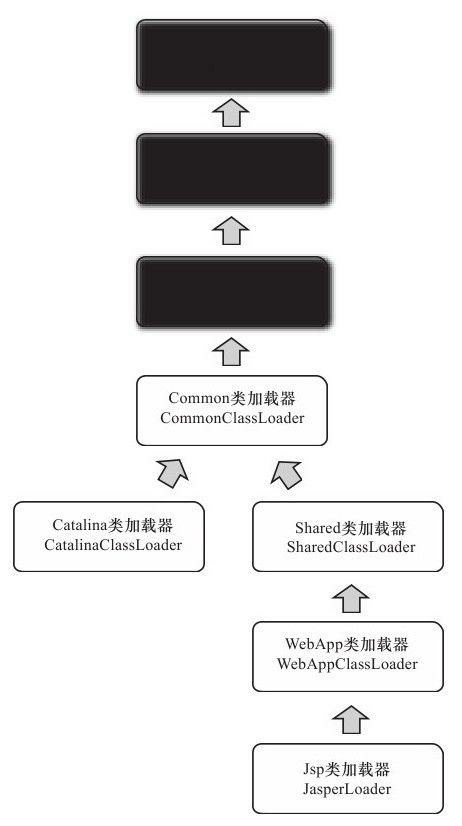 Common类加载器
CommonClassLoader
Catalina类加载器
CatalinaClassLoader
Shared类加载器
SharedClassLoader
WebApp类加载器
WebAppClassLoader
Jsp类加载器
JasperLoader